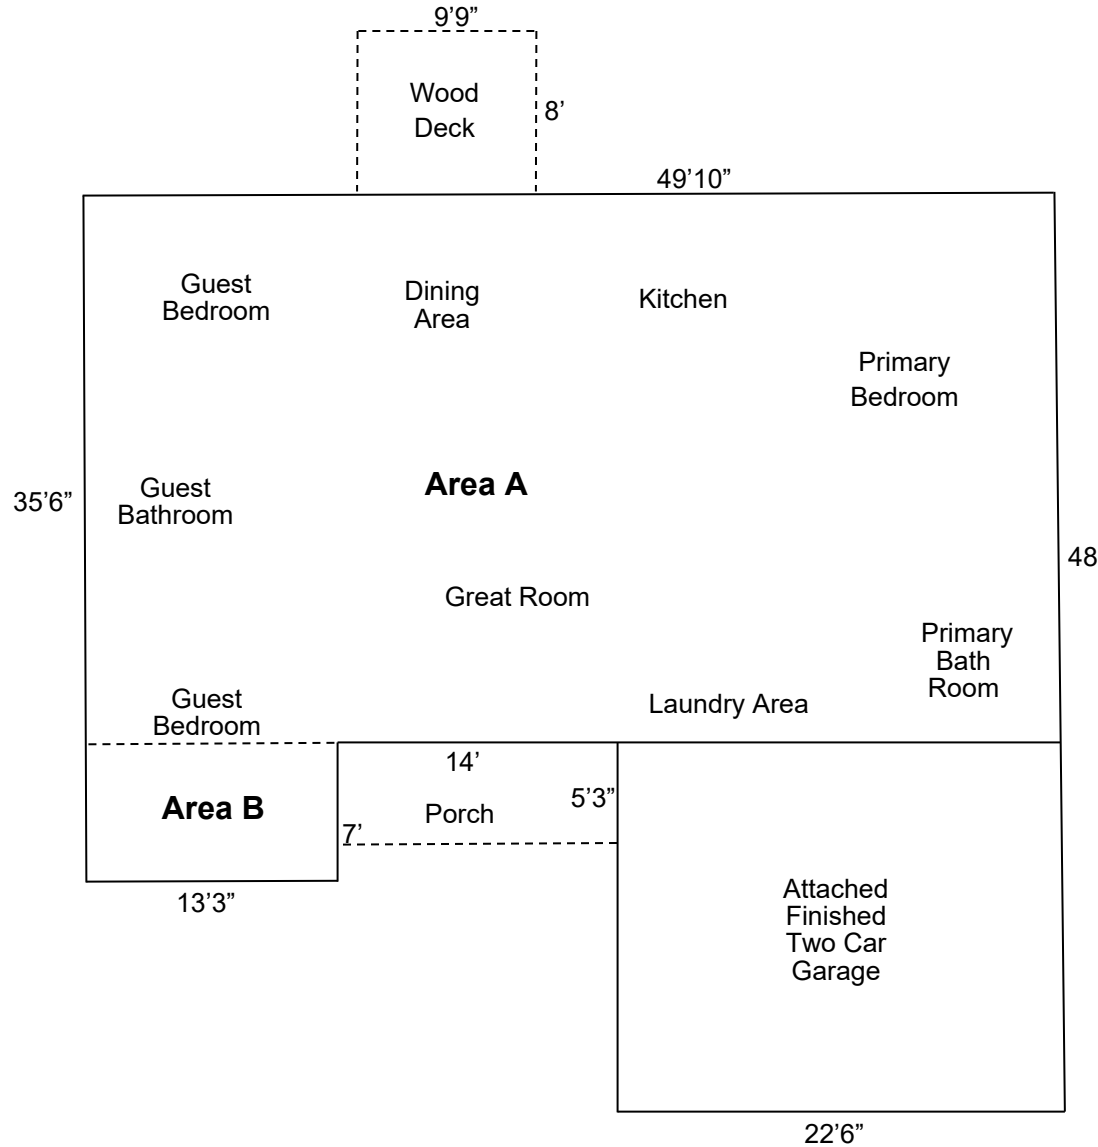 9’9”
Wood
Deck
8’
49’10”
Guest
Bedroom
Dining
Area
Kitchen
Primary
Bedroom
Area A
35’6”
Guest
Bathroom
48
Great Room
Primary
Bath
Room
Guest
Bedroom
Laundry Area
14’
Area B
5’3”
Porch
7’
13’3”
Attached
Finished
Two Car
Garage
22’6”